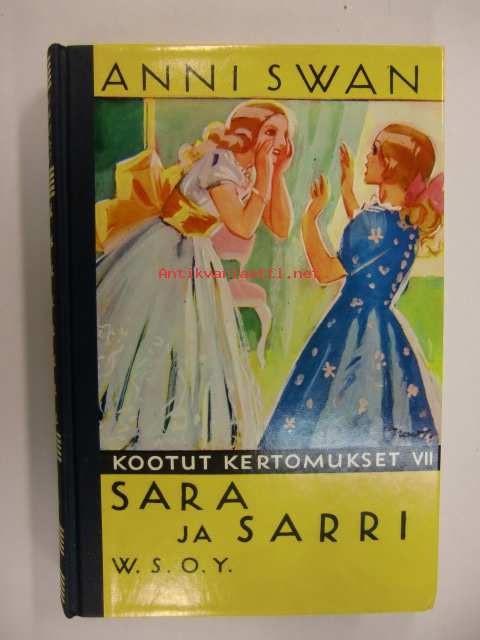 ANNI SWAN
Antikvariaatti.net
KOOTUT KERTOMUKSET VII
SARA
JA SARRI
W. S. O. Y.